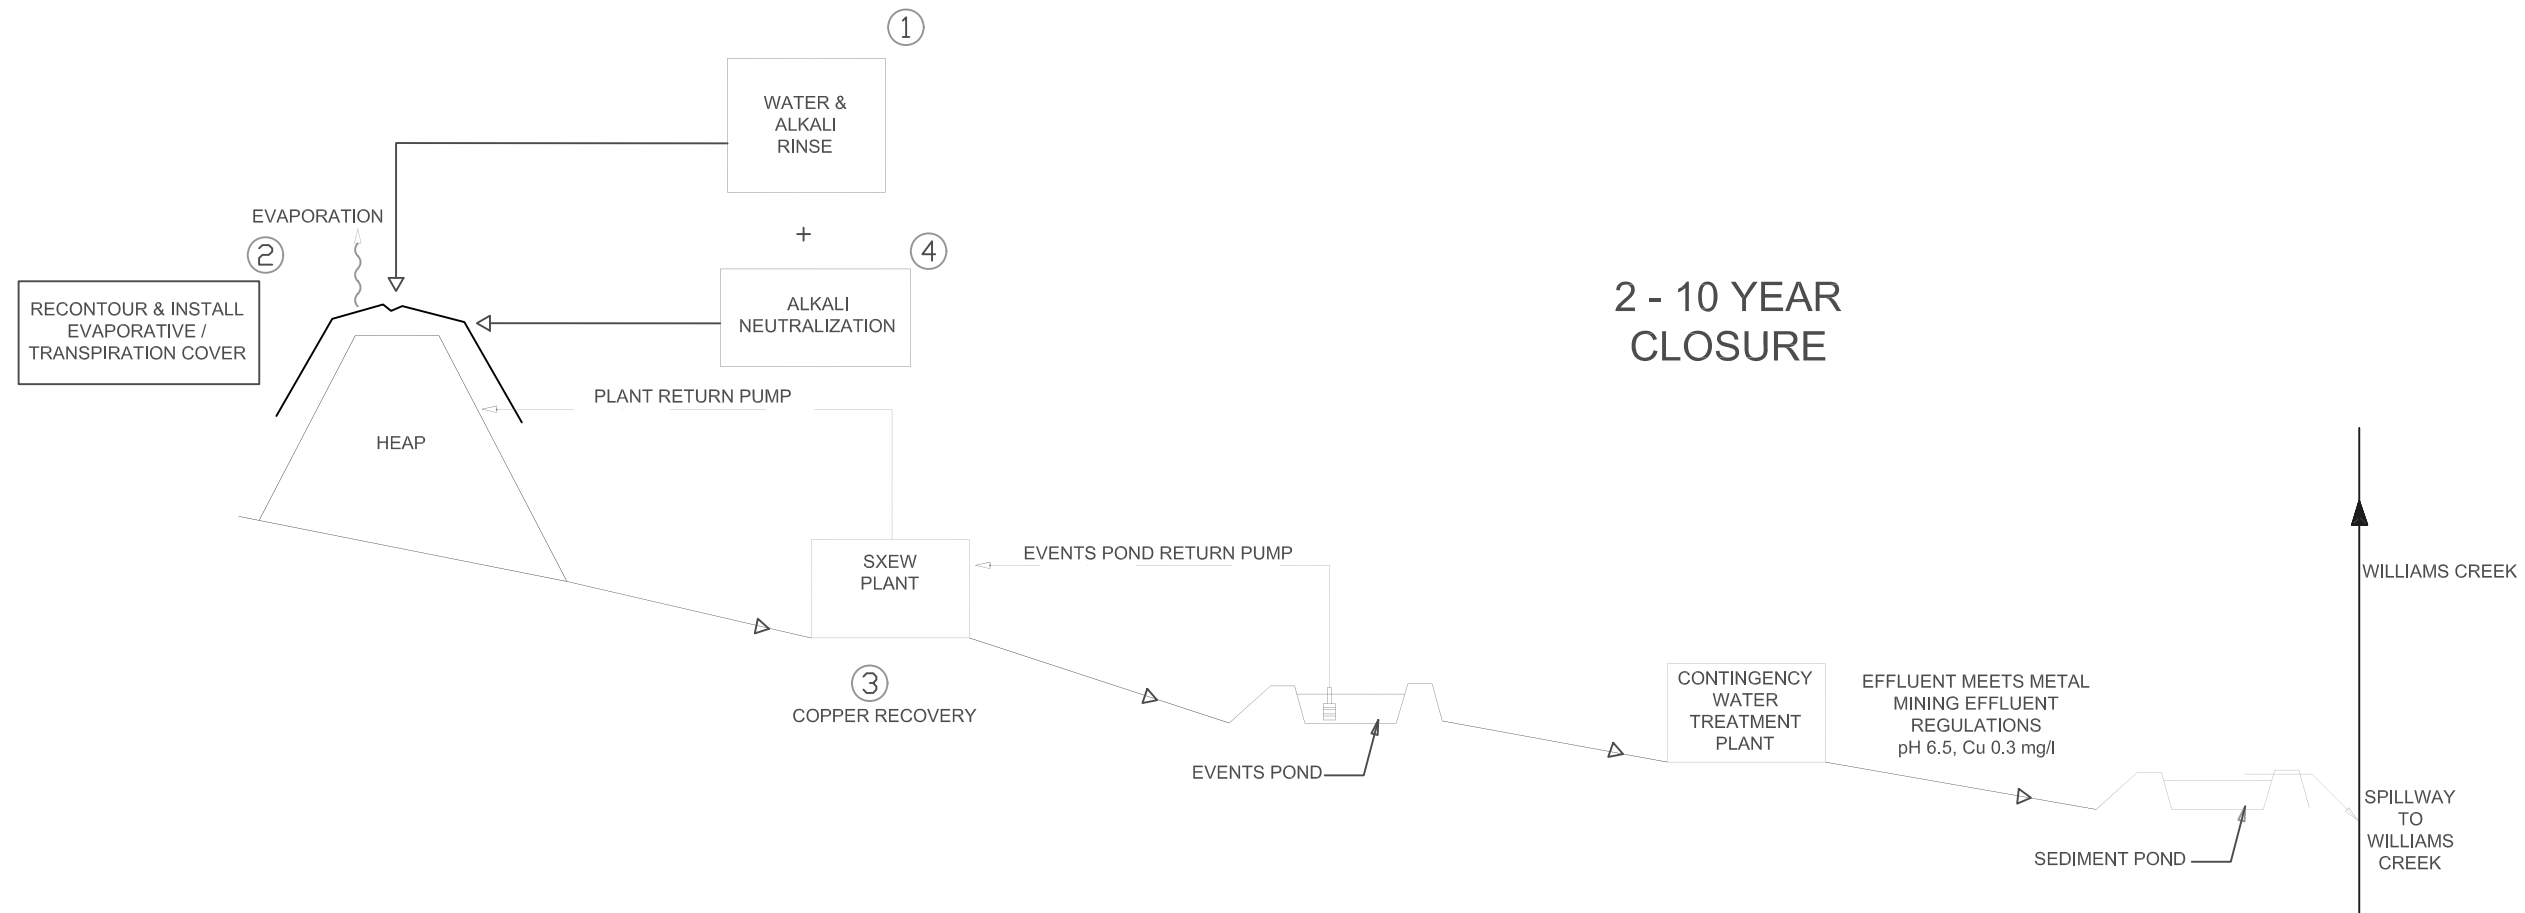 1
WATER &
ALKALI
RINSE
EVAPORATION
+
2
4
RECONTOUR & INSTALL
EVAPORATIVE /
TRANSPIRATION COVER
ALKALI
NEUTRALIZATION
2 - 10 YEAR
CLOSURE
PLANT RETURN PUMP
HEAP
SXEW
PLANT
EVENTS POND RETURN PUMP
WILLIAMS CREEK
3
COPPER RECOVERY
EVENTS POND
CONTINGENCY
WATER
TREATMENT
PLANT
EFFLUENT MEETS METAL
MINING EFFLUENT
REGULATIONS
pH 6.5, Cu 0.3 mg/l
SPILLWAY
TO
WILLIAMS
CREEK
SEDIMENT POND